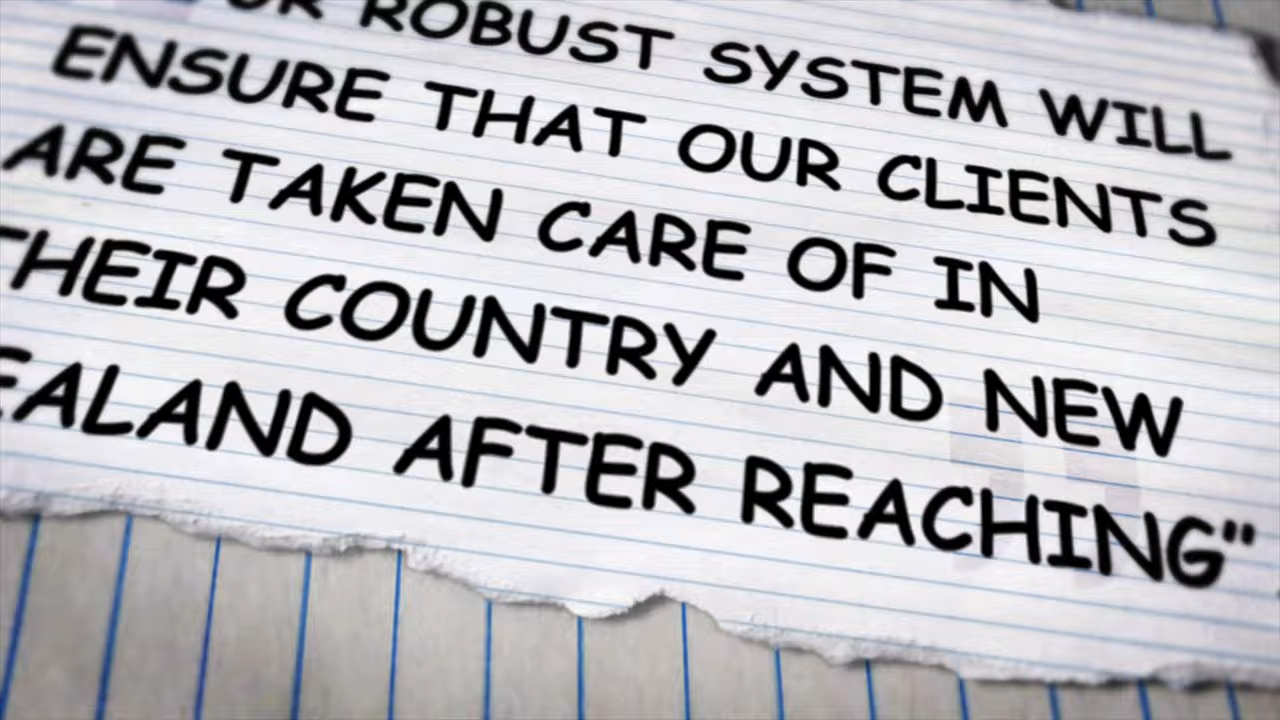 ROBUST SYSTEM WILL
ENSURE THAT OUR CLIENTS
ARE TAKEN CARE OF IN
THEIR COUNTRY AND NEW
EALAND AFTER REACHING"